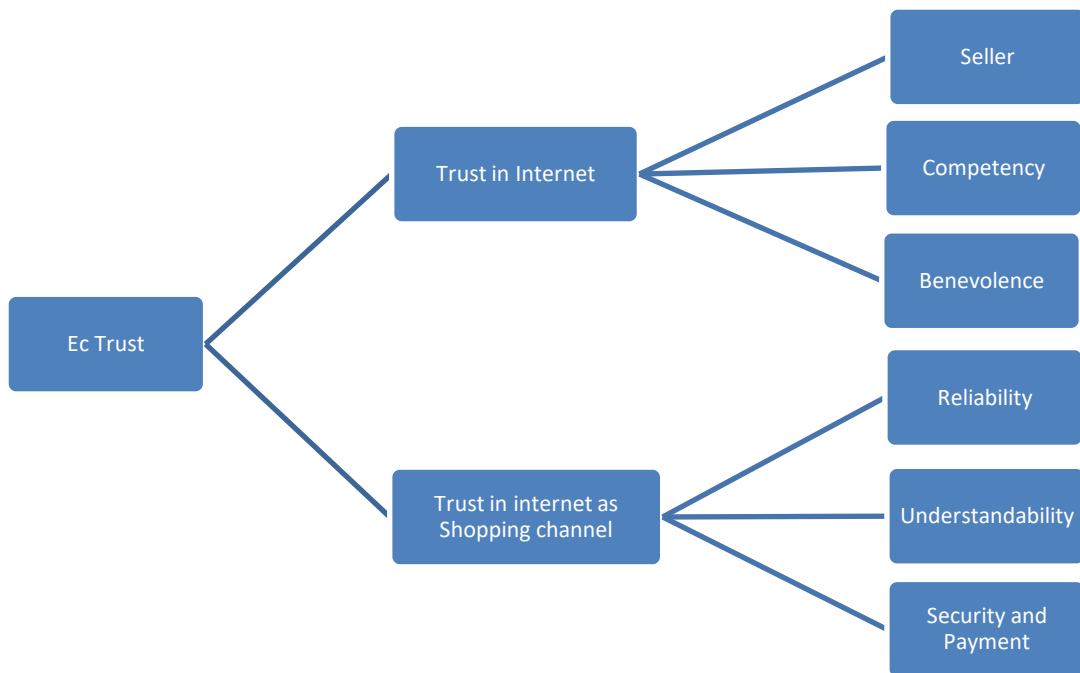 Seller
Trust in Internet
Competency
Benevolence
Ec Trust
Reliability
Trust in internet as
Shopping channel
Understandability
Security and
Payment